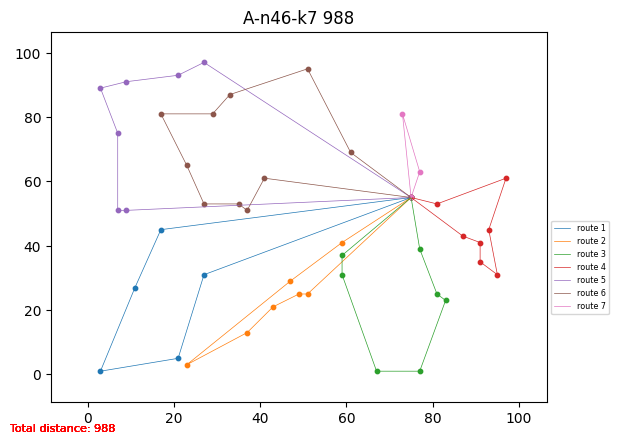 A-n46-k7 988
100
80
60
40
20
0
0 20 40 60 80 100
route 1
route 2
route 3
route 4
route 5
route 6
route 7
Total distance: 988